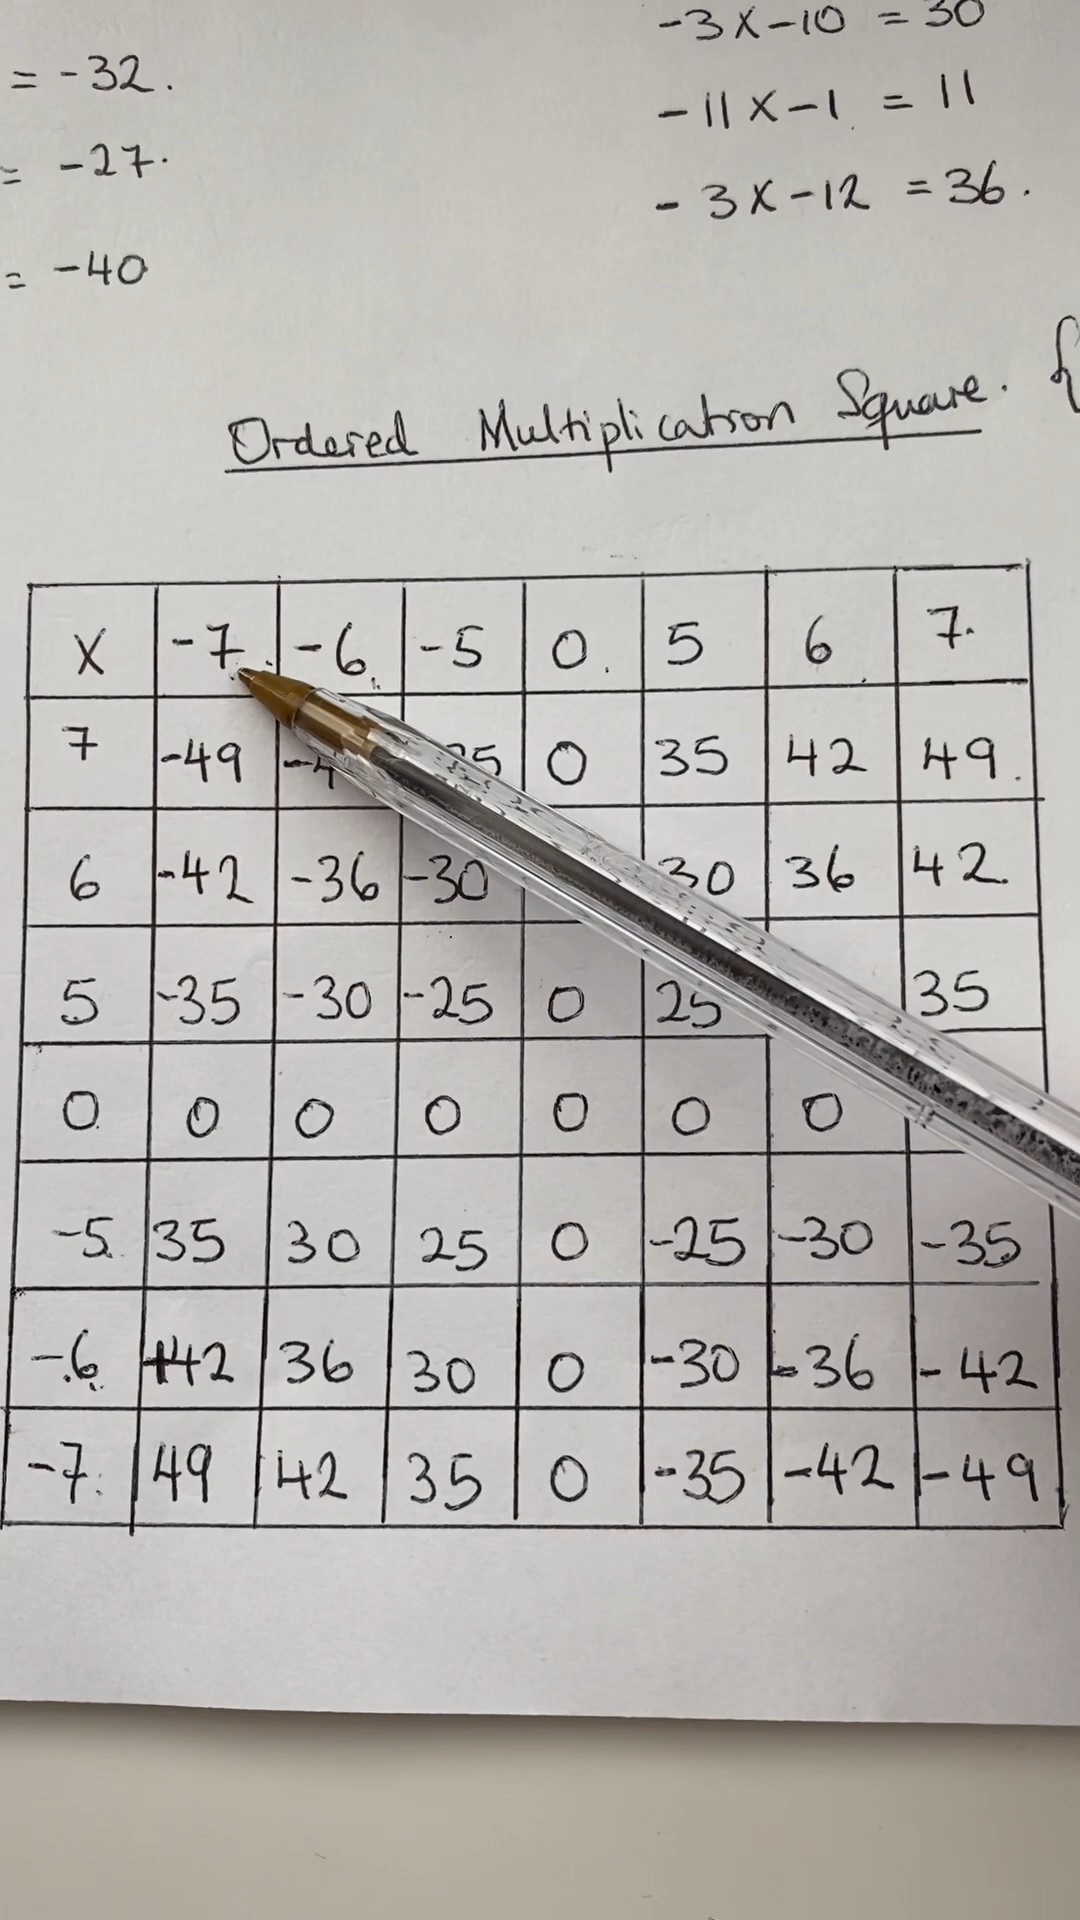 -3 X -10 = 30
= -32.
-11 X -1 = 11
= -27.
-3 X -12 = 36.
= -40
Ordered Multiplication Square. {
X -7 -6 -5 0 5 6 7
7 -49 0 35 42 49
6 -42 -36 -30 30 36 42
5 -35 -30 -25 0 25 35
0 0 0 0 0 0 0
-5 35 30 25 0 -25 -30 -35
-6 +42 36 30 0 -30 -36 -42
-7 49 42 35 0 -35 -42 -49